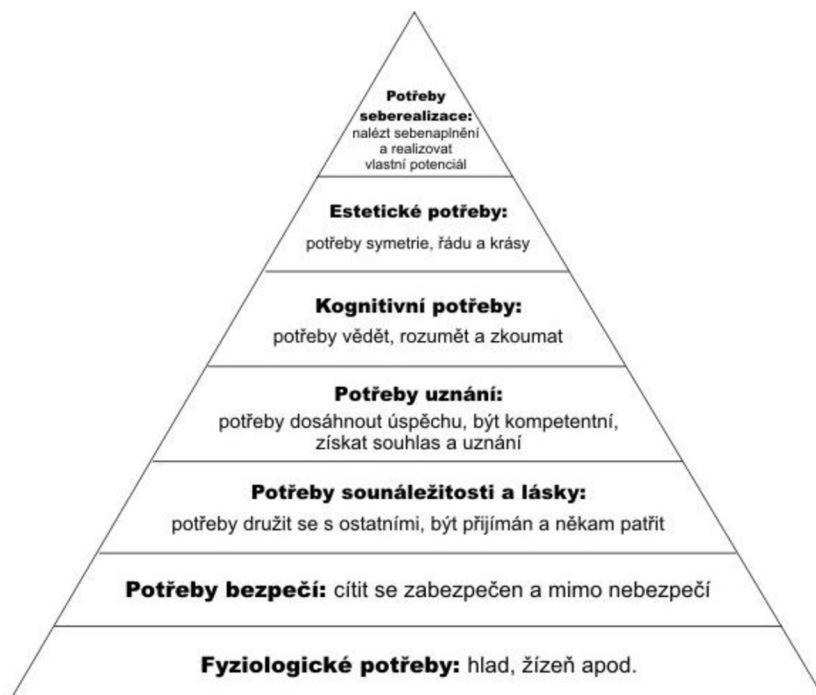 Potřeby
seberealizace:
nalézt sebenaplnění
a realizovat
vlastní potenciál
Estetické potřeby:
potřeby symetrie, řádu a krásy
Kognitivní potřeby:
potřeby vědět, rozumět a zkoumat
Potřeby uznání:
potřeby dosáhnout úspěchu, být kompetentní,
získat souhlas a uznání
Potřeby sounáležitosti a lásky:
potřeby družit se s ostatními, být přijímán a někam patřit
Potřeby bezpečí: cítit se zabezpečen a mimo nebezpečí
Fyziologické potřeby: hlad, žízeň apod.